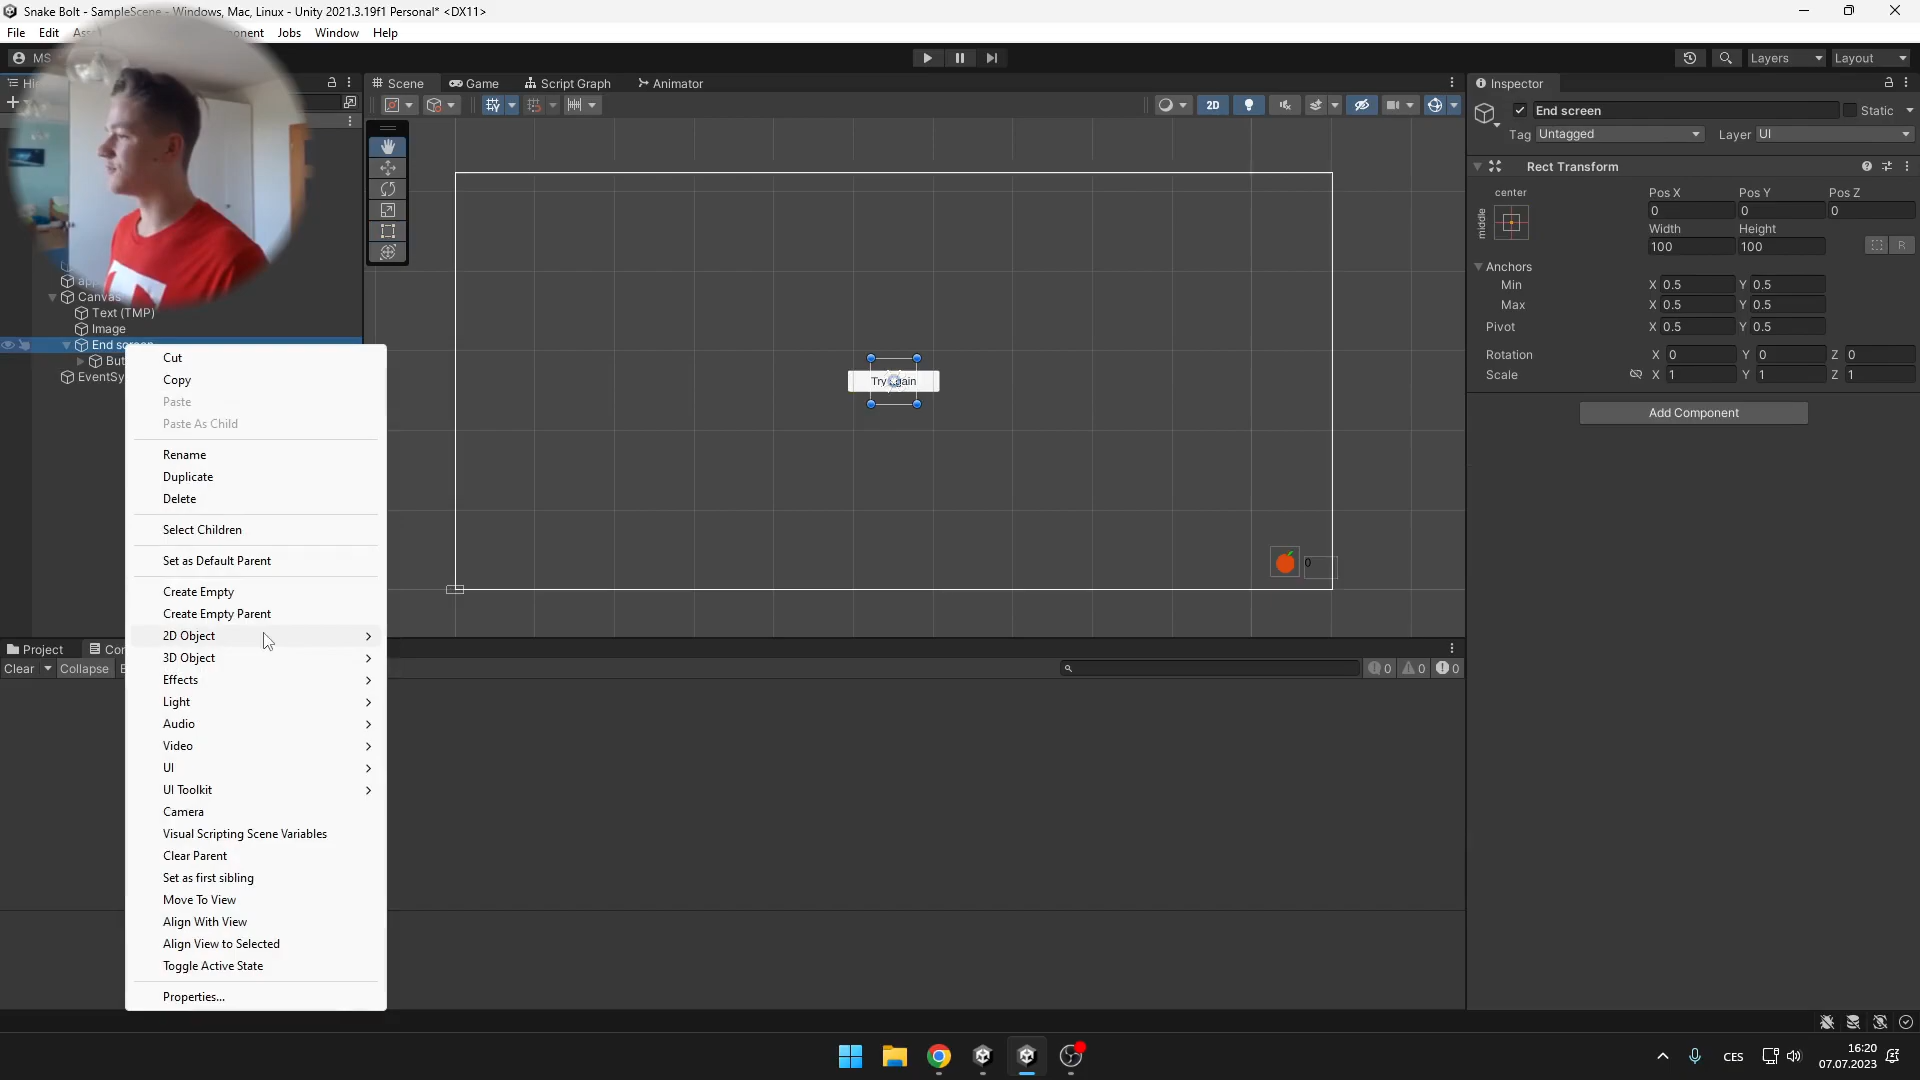 Snake Bolt - SampleScene - Windows, Mac, Linux - Unity 2021.3.19f1 Personal* <DX11>
File Edit Jobs Window Help
MS
Layers Layout
Scene Game Script Graph Animator
2D
Canvas
Text (TMP)
Image
EventSy
Cut
Copy
Paste
Paste As Child
Rename
Duplicate
Delete
Select Children
Set as Default Parent
Create Empty
Create Empty Parent
2D Object
3D Object
Effects
Light
Audio
Video
UI
UI Toolkit
Camera
Visual Scripting Scene Variables
Clear Parent
Set as first sibling
Move To View
Align With View
Align View to Selected
Toggle Active State
Properties...
0
Project
Clear Collapse
0 0 0
Inspector
End screen Static
Tag Untagged Layer UI
Rect Transform
center
middle
Pos X Pos Y Pos Z
0 0 0
Width Height
100 100
R
Anchors
Min X 0.5 Y 0.5
Max X 0.5 Y 0.5
Pivot X 0.5 Y 0.5
Rotation X 0 Y 0 Z 0
Scale X 1 Y 1 Z 1
Add Component
CES
16:20
07.07.2023